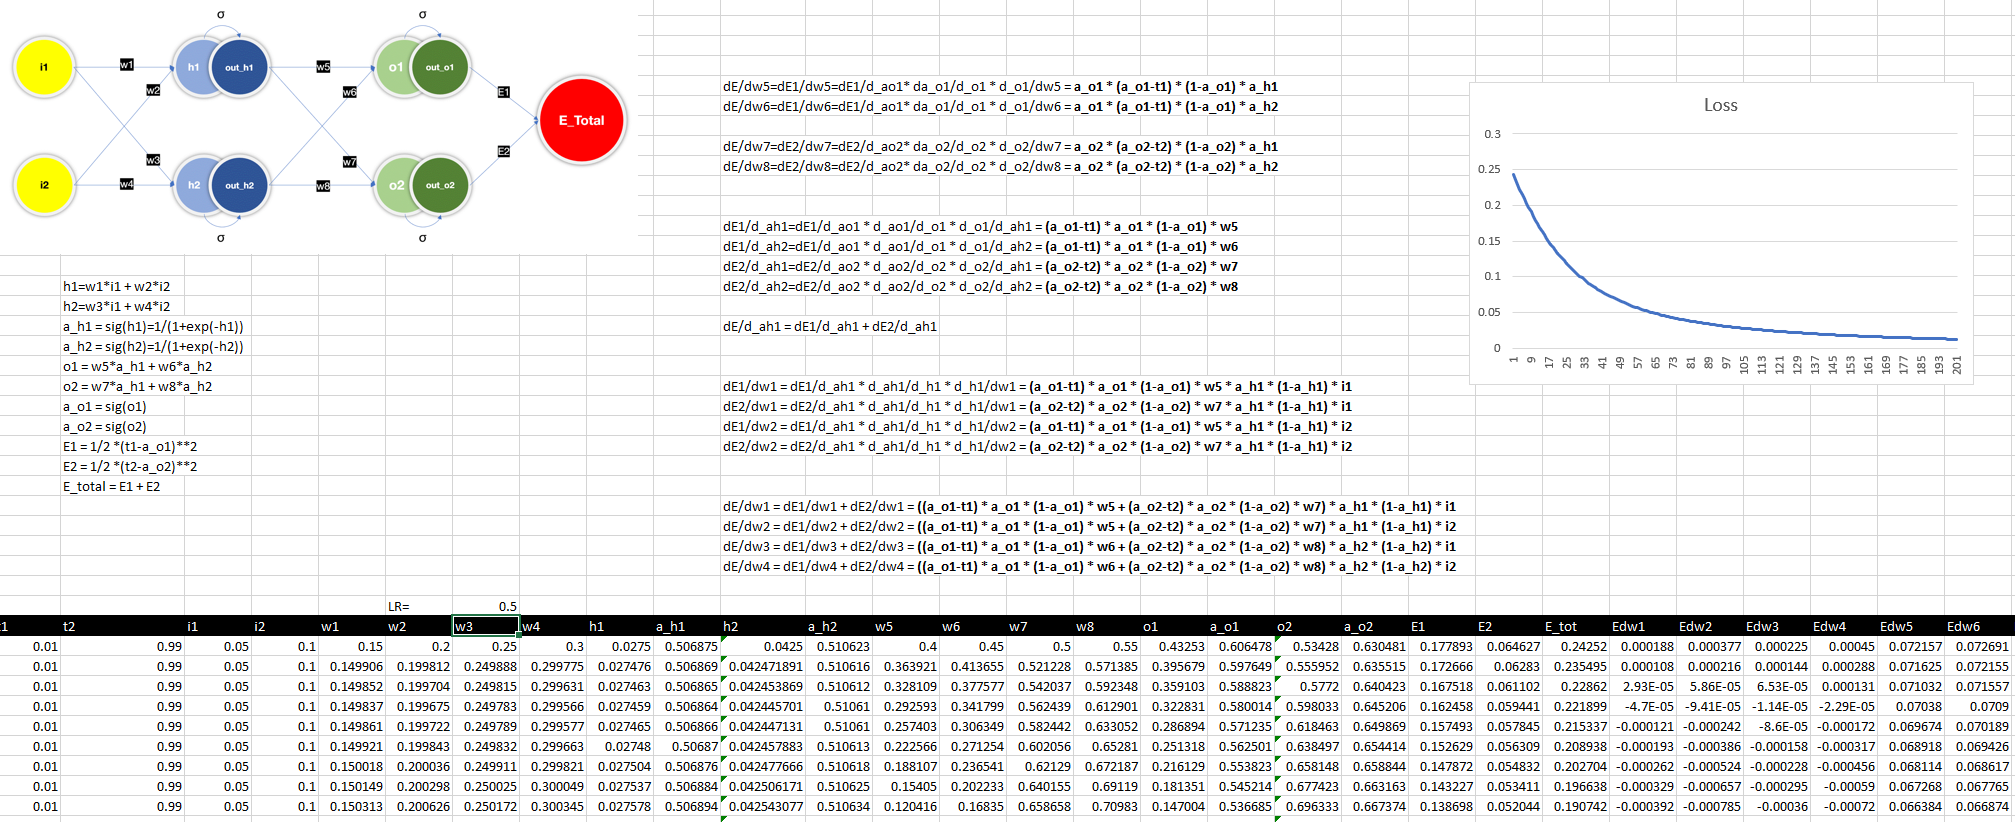 σ σ
i1 w1 h1 out_h1 w5 o1 out_o1
w2 w6 E1
E_Total
w3 w7 E2
i2 w4 h2 out_h2 w8 o2 out_o2
σ σ
h1=w1*i1 + w2*i2
h2=w3*i1 + w4*i2
a_h1 = sig(h1)=1/(1+exp(-h1))
a_h2 = sig(h2)=1/(1+exp(-h2))
o1 = w5*a_h1 + w6*a_h2
o2 = w7*a_h1 + w8*a_h2
a_o1 = sig(o1)
a_o2 = sig(o2)
E1 = 1/2 *(t1-a_o1)**2
E2 = 1/2 *(t2-a_o2)**2
E_total = E1 + E2
dE/dw5=dE1/dw5=dE1/d_ao1* da_o1/d_o1 * d_o1/dw5 = a_o1 * (a_o1-t1) * (1-a_o1) * a_h1
dE/dw6=dE1/dw6=dE1/d_ao1* da_o1/d_o1 * d_o1/dw6 = a_o1 * (a_o1-t1) * (1-a_o1) * a_h2
dE/dw7=dE2/dw7=dE2/d_ao2* da_o2/d_o2 * d_o2/dw7 = a_o2 * (a_o2-t2) * (1-a_o2) * a_h1
dE/dw8=dE2/dw8=dE2/d_ao2* da_o2/d_o2 * d_o2/dw8 = a_o2 * (a_o2-t2) * (1-a_o2) * a_h2
dE1/d_ah1=dE1/d_ao1 * d_ao1/d_o1 * d_o1/d_ah1 = (a_o1-t1) * a_o1 * (1-a_o1) * w5
dE1/d_ah2=dE1/d_ao1 * d_ao1/d_o1 * d_o1/d_ah2 = (a_o1-t1) * a_o1 * (1-a_o1) * w6
dE2/d_ah1=dE2/d_ao2 * d_ao2/d_o2 * d_o2/d_ah1 = (a_o2-t2) * a_o2 * (1-a_o2) * w7
dE2/d_ah2=dE2/d_ao2 * d_ao2/d_o2 * d_o2/d_ah2 = (a_o2-t2) * a_o2 * (1-a_o2) * w8
dE/d_ah1 = dE1/d_ah1 + dE2/d_ah1
dE1/dw1 = dE1/d_ah1 * d_ah1/d_h1 * d_h1/dw1 = (a_o1-t1) * a_o1 * (1-a_o1) * w5 * a_h1 * (1-a_h1) * i1
dE2/dw1 = dE2/d_ah1 * d_ah1/d_h1 * d_h1/dw1 = (a_o2-t2) * a_o2 * (1-a_o2) * w7 * a_h1 * (1-a_h1) * i1
dE1/dw2 = dE1/d_ah1 * d_ah1/d_h1 * d_h1/dw2 = (a_o1-t1) * a_o1 * (1-a_o1) * w5 * a_h1 * (1-a_h1) * i2
dE2/dw2 = dE2/d_ah1 * d_ah1/d_h1 * d_h1/dw2 = (a_o2-t2) * a_o2 * (1-a_o2) * w7 * a_h1 * (1-a_h1) * i2
dE/dw1 = dE1/dw1 + dE2/dw1 = ((a_o1-t1) * a_o1 * (1-a_o1) * w5 + (a_o2-t2) * a_o2 * (1-a_o2) * w7) * a_h1 * (1-a_h1) * i1
dE/dw2 = dE1/dw2 + dE2/dw2 = ((a_o1-t1) * a_o1 * (1-a_o1) * w5 + (a_o2-t2) * a_o2 * (1-a_o2) * w7) * a_h1 * (1-a_h1) * i2
dE/dw3 = dE1/dw3 + dE2/dw3 = ((a_o1-t1) * a_o1 * (1-a_o1) * w6 + (a_o2-t2) * a_o2 * (1-a_o2) * w8) * a_h2 * (1-a_h2) * i1
dE/dw4 = dE1/dw4 + dE2/dw4 = ((a_o1-t1) * a_o1 * (1-a_o1) * w6 + (a_o2-t2) * a_o2 * (1-a_o2) * w8) * a_h2 * (1-a_h2) * i2
Loss
0.3
0.25
0.2
0.15
0.1
0.05
0
1 9 17 25 33 41 49 57 65 73 81 89 97 105 113 121 129 137 145 153 161 169 177 185 193 201
LR= 0.5
:1 t2 i1 i2 w1 w2 w3 w4 h1 a_h1 h2 a_h2 w5 w6 w7 w8 o1 a_o1 o2 a_o2 E1 E2 E_tot Edw1 Edw2 Edw3 Edw4 Edw5 Edw6
0.01 0.99 0.05 0.1 0.15 0.2 0.25 0.3 0.0275 0.506875 0.0425 0.510623 0.4 0.45 0.5 0.55 0.43253 0.606478 0.53428 0.630481 0.177893 0.064627 0.24252 0.000188 0.000377 0.000225 0.00045 0.072157 0.072691
0.01 0.99 0.05 0.1 0.149906 0.199812 0.249888 0.299775 0.027476 0.506869 0.042471891 0.510616 0.363921 0.413655 0.521228 0.571385 0.395679 0.597649 0.555952 0.635515 0.172666 0.06283 0.235495 0.000108 0.000216 0.000144 0.000288 0.071625 0.072155
0.01 0.99 0.05 0.1 0.149852 0.199704 0.249815 0.299631 0.027463 0.506865 0.042453869 0.510612 0.328109 0.377577 0.542037 0.592348 0.359103 0.588823 0.5772 0.640423 0.167518 0.061102 0.22862 2.93E-05 5.86E-05 6.53E-05 0.000131 0.071032 0.071557
0.01 0.99 0.05 0.1 0.149837 0.199675 0.249783 0.299566 0.027459 0.506864 0.042445701 0.51061 0.292593 0.341799 0.562439 0.612901 0.322831 0.580014 0.598033 0.645206 0.162458 0.059441 0.221899 -4.7E-05 -9.41E-05 -1.14E-05 -2.29E-05 0.07038 0.0709
0.01 0.99 0.05 0.1 0.149861 0.199722 0.249789 0.299577 0.027465 0.506866 0.042447131 0.51061 0.257403 0.306349 0.582442 0.633052 0.286894 0.571235 0.618463 0.649869 0.157493 0.057845 0.215337 -0.000121 -0.000242 -8.6E-05 -0.000172 0.069674 0.070189
0.01 0.99 0.05 0.1 0.149921 0.199843 0.249832 0.299663 0.02748 0.50687 0.042457883 0.510613 0.222566 0.271254 0.602056 0.65281 0.251318 0.562501 0.638497 0.654414 0.152629 0.056309 0.208938 -0.000193 -0.000386 -0.000158 -0.000317 0.068918 0.069426
0.01 0.99 0.05 0.1 0.150018 0.200036 0.249911 0.299821 0.027504 0.506876 0.042477666 0.510618 0.188107 0.236541 0.62129 0.672187 0.216129 0.553823 0.658148 0.658844 0.147872 0.054832 0.202704 -0.000262 -0.000524 -0.000228 -0.000456 0.068114 0.068617
0.01 0.99 0.05 0.1 0.150149 0.200298 0.250025 0.300049 0.027537 0.506884 0.042506171 0.510625 0.15405 0.202233 0.640155 0.69119 0.181351 0.545214 0.677423 0.663163 0.143227 0.053411 0.196638 -0.000329 -0.000657 -0.000295 -0.00059 0.067268 0.067765
0.01 0.99 0.05 0.1 0.150313 0.200626 0.250172 0.300345 0.027578 0.506894 0.042543077 0.510634 0.120416 0.16835 0.658658 0.70983 0.147004 0.536685 0.696333 0.667374 0.138698 0.052044 0.190742 -0.000392 -0.000785 -0.00036 -0.00072 0.066384 0.066874